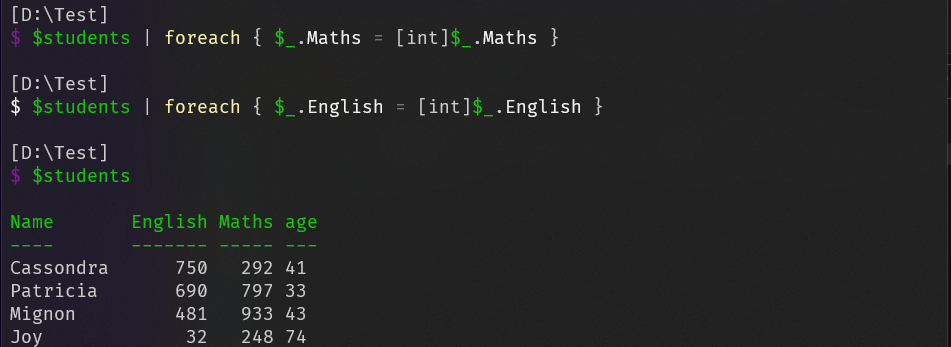 [D:\Test]
$ $students | foreach { $_.Maths = [int]$_.Maths }
[D:\Test]
$ $students | foreach { $_.English = [int]$_.English }
[D:\Test]
$ $students
Name       English Maths age
----       ------- ----- ---
Cassondra      750   292 41
Patricia       690   797 33
Mignon         481   933 43
Joy             32   248 74